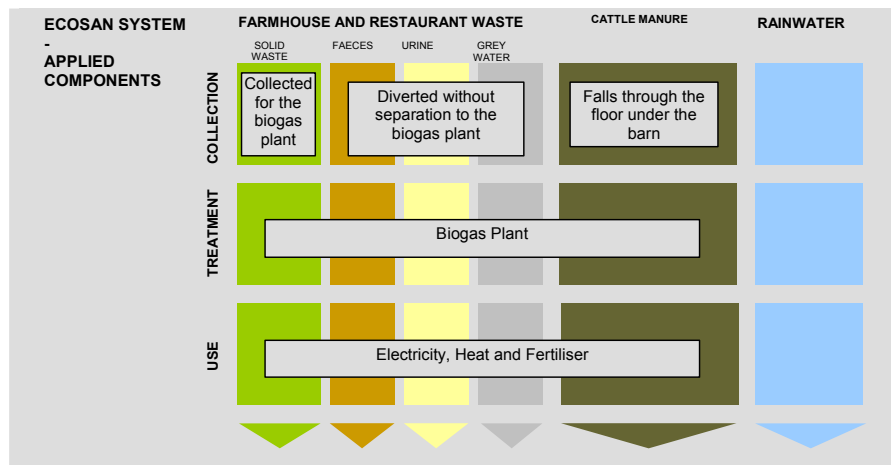 ECOSAN SYSTEM
-
APPLIED
COMPONENTS
FARMHOUSE AND RESTAURANT WASTE
CATTLE MANURE
RAINWATER
SOLID
WASTE
FAECES
URINE
GREY
WATER
COLLECTION
Collected
for the
biogas
plant
Diverted without
separation to the
biogas plant
Falls through the
floor under the
barn
TREATMENT
Biogas Plant
USE
Electricity, Heat and Fertiliser